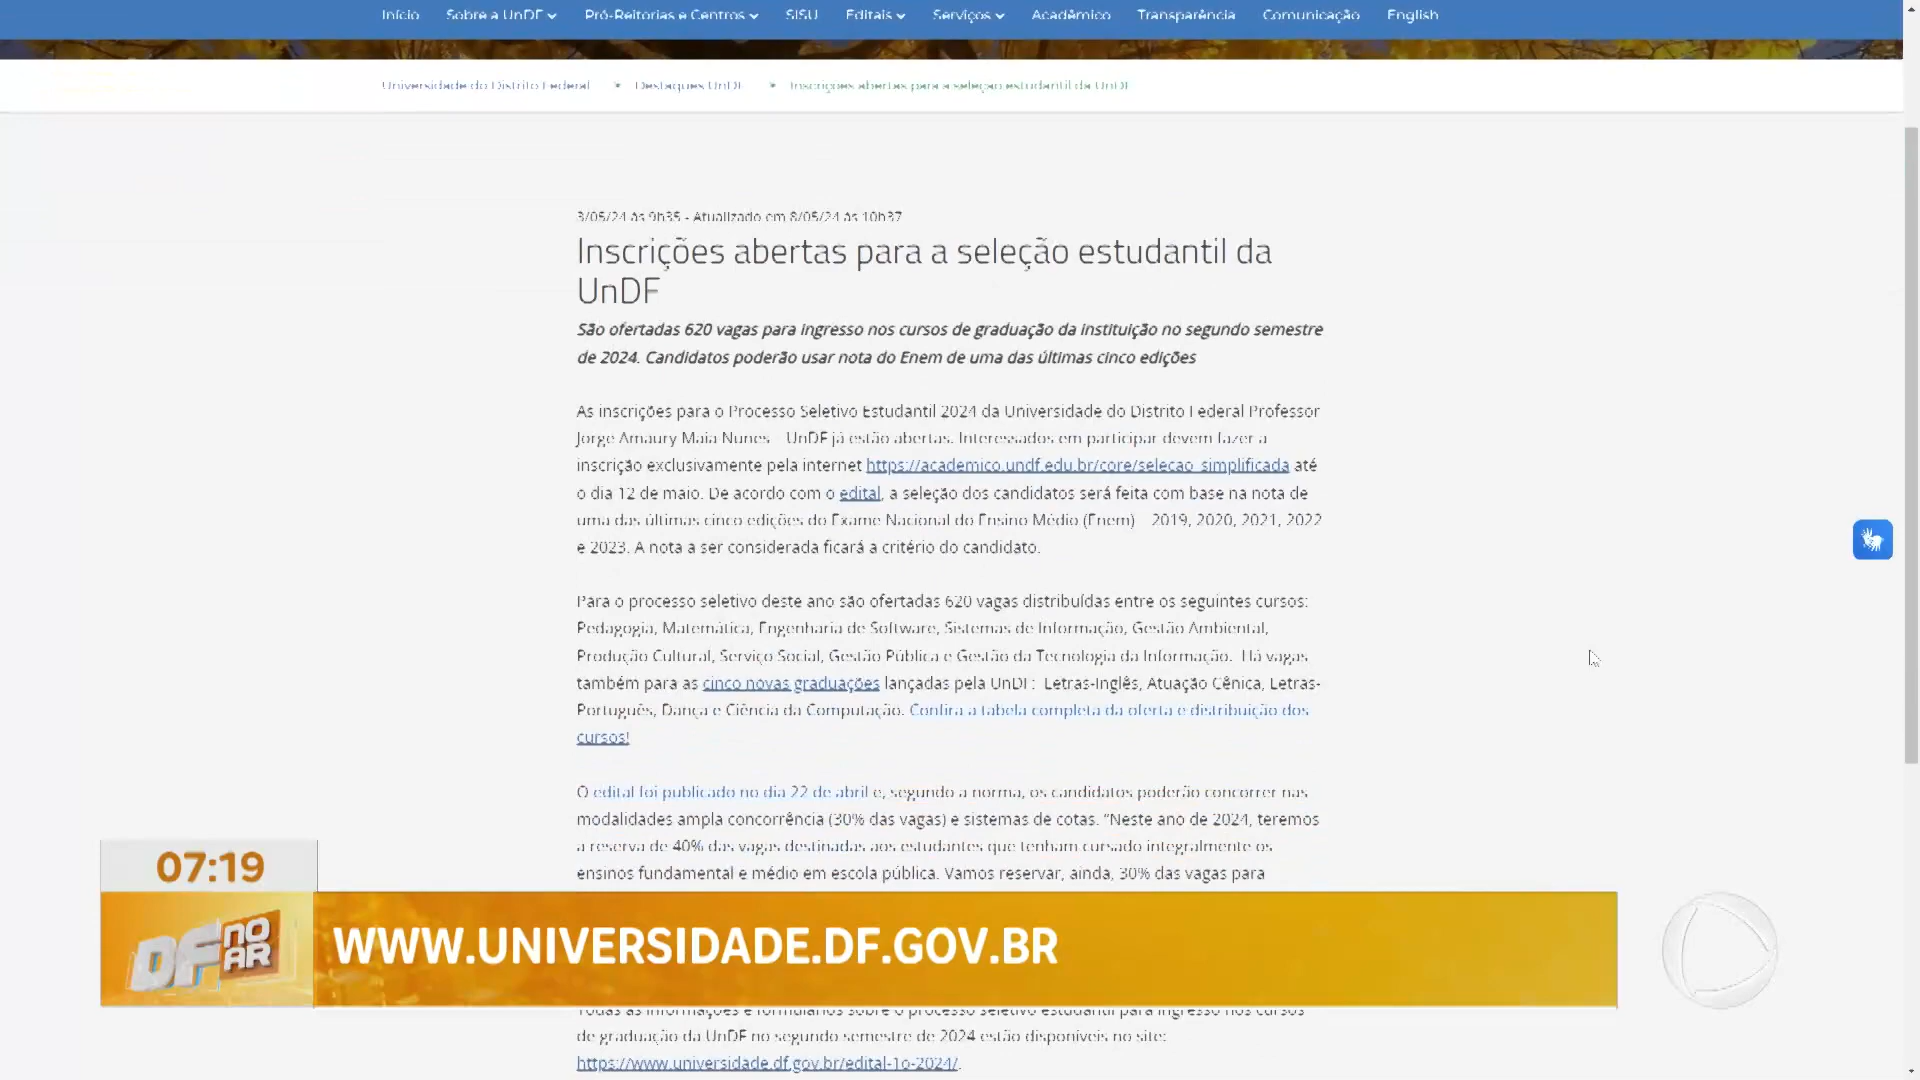 Início Sobre a UnDF Pró-Reitorias e Centros SISU Editais Serviços Acadêmico Transparência Comunicação English
Universidade do Distrito Federal > Destaques UnDF > Inscrições abertas para a seleção estudantil da UnDF
3/05/24 às 9h35 - Atualizado em 8/05/24 às 10h37
Inscrições abertas para a seleção estudantil da
UnDF
São ofertadas 620 vagas para ingresso nos cursos de graduação da instituição no segundo semestre
de 2024. Candidatos poderão usar nota do Enem de uma das últimas cinco edições
As inscrições para o Processo Seletivo Estudantil 2024 da Universidade do Distrito Federal Professor
Jorge Amaury Maia Nunes – UnDF já estão abertas. Interessados em participar devem fazer a
inscrição exclusivamente pela internet https://academico.undf.edu.br/core/selecao_simplificada até
o dia 12 de maio. De acordo com o edital, a seleção dos candidatos será feita com base na nota de
uma das últimas cinco edições do Exame Nacional do Ensino Médio (Enem) – 2019, 2020, 2021, 2022
e 2023. A nota a ser considerada ficará a critério do candidato.
Para o processo seletivo deste ano são ofertadas 620 vagas distribuídas entre os seguintes cursos:
Pedagogia, Matemática, Engenharia de Software, Sistemas de Informação, Gestão Ambiental,
Produção Cultural, Serviço Social, Gestão Pública e Gestão da Tecnologia da Informação. Há vagas
também para as cinco novas graduações lançadas pela UnDF: Letras-Inglês, Atuação Cênica, Letras-
Português, Dança e Ciência da Computação. Confira a tabela completa da oferta e distribuição dos
cursos!
O edital foi publicado no dia 22 de abril e, segundo a norma, os candidatos poderão concorrer nas
modalidades ampla concorrência (30% das vagas) e sistemas de cotas. “Neste ano de 2024, teremos
a reserva de 40% das vagas destinadas aos estudantes que tenham cursado integralmente os
ensinos fundamental e médio em escola pública. Vamos reservar, ainda, 30% das vagas para
07:19
DF NO AR
WWW.UNIVERSIDADE.DF.GOV.BR
Todas as informações e formulários sobre o processo seletivo estudantil para ingresso nos cursos
de graduação da UnDF no segundo semestre de 2024 estão disponíveis no site:
https://www.universidade.df.gov.br/edital-1o-2024/.